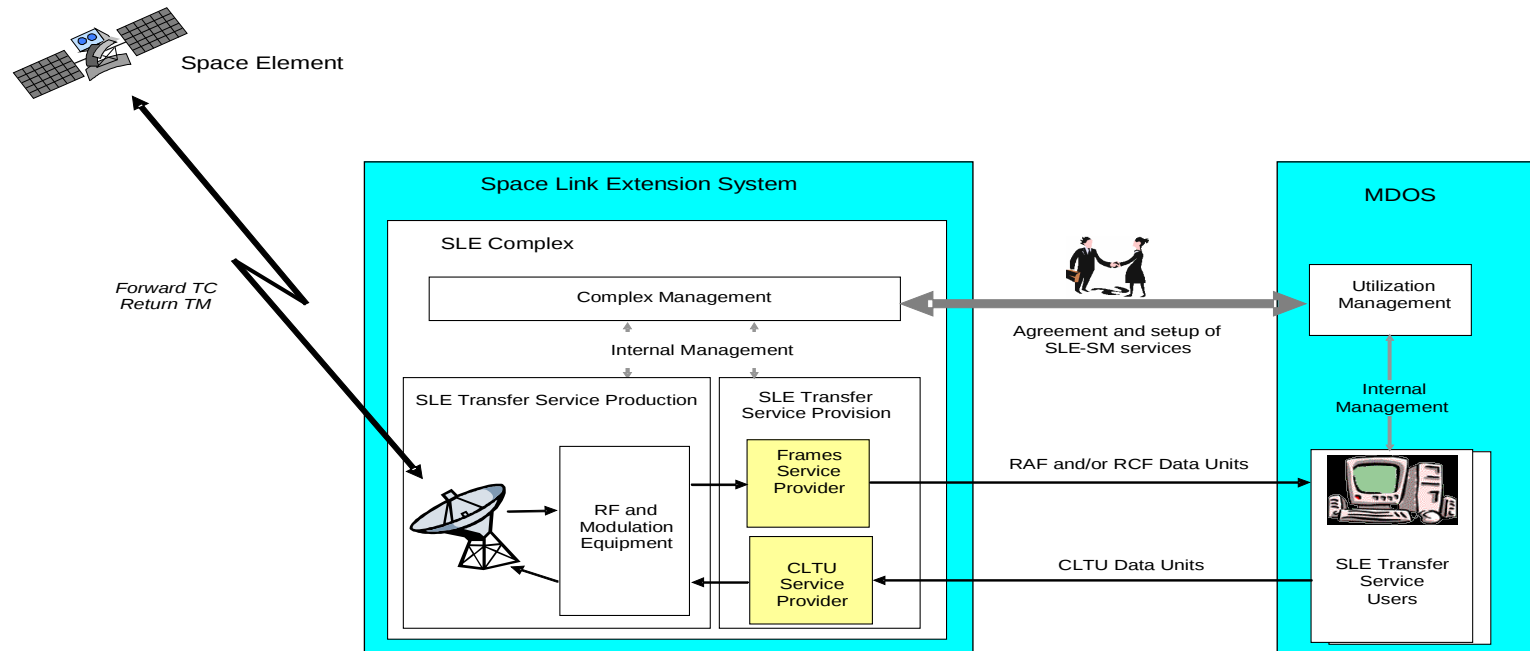 Space Element
Space Link Extension System
MDOS
SLE Complex
Forward TC
Return TM
Complex Management
Utilization
Management
Agreement and setup of
SLE-SM services
Internal Management
Internal
Management
SLE Transfer Service Production
SLE Transfer
Service Provision
Frames
Service
Provider
RAF and/or RCF Data Units
RF and
Modulation
Equipment
CLTU
Service
Provider
CLTU Data Units
SLE Transfer
Service
Users